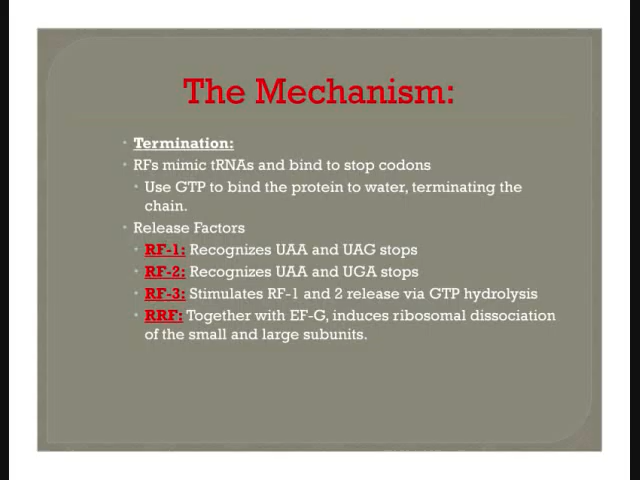 The Mechanism:
Termination:
RFs mimic tRNAs and bind to stop codons
Use GTP to bind the protein to water, terminating the
chain.
Release Factors
RF-1: Recognizes UAA and UAG stops
RF-2: Recognizes UAA and UGA stops
RF-3: Stimulates RF-1 and 2 release via GTP hydrolysis
RRF: Together with EF-G, induces ribosomal dissociation
of the small and large subunits.